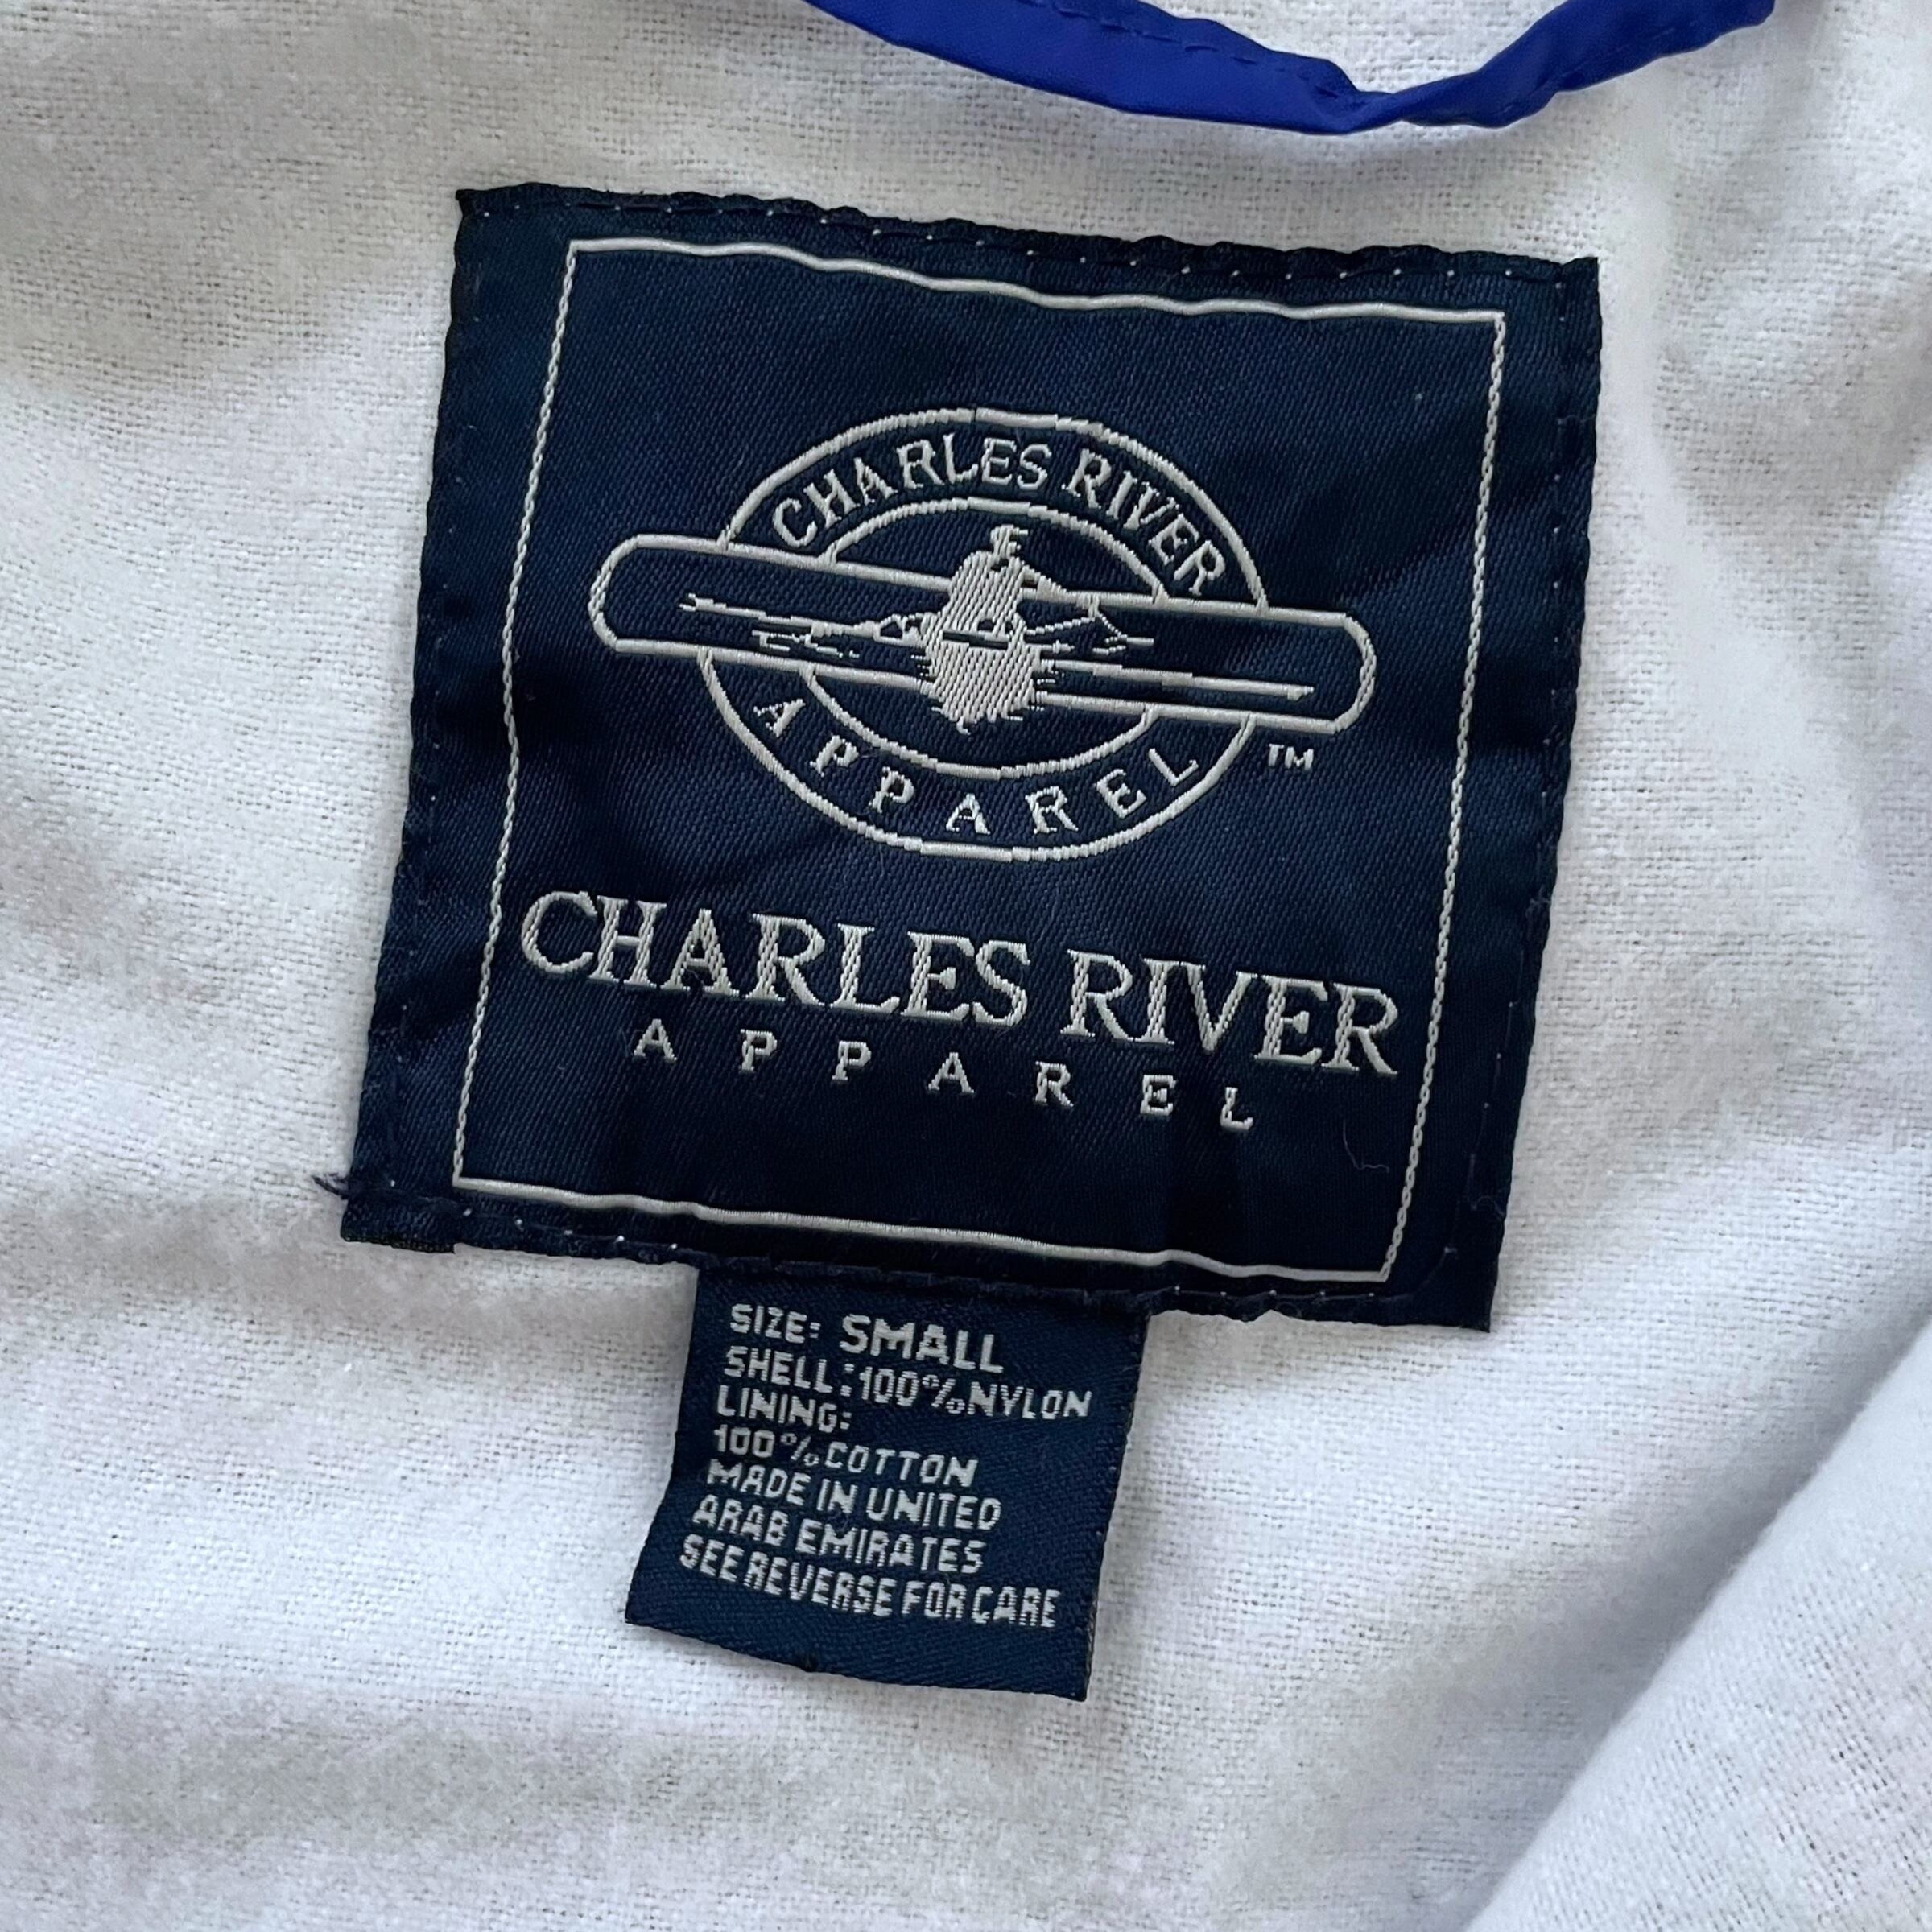 CHARLES RIVER
APPAREL
TM
CHARLES RIVER
APPAREL
SIZE: SMALL
SHELL:100%NYLON
LINING:
100%COTTON
MADE IN UNITED
ARAB EMIRATES
SEE REVERSE FOR CARE